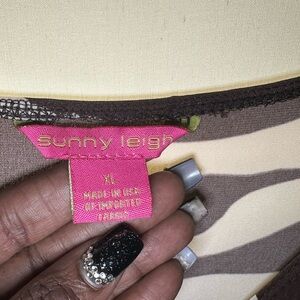 sunny leigh
XL
MADE IN USA
OF IMPORTED
FABRIC